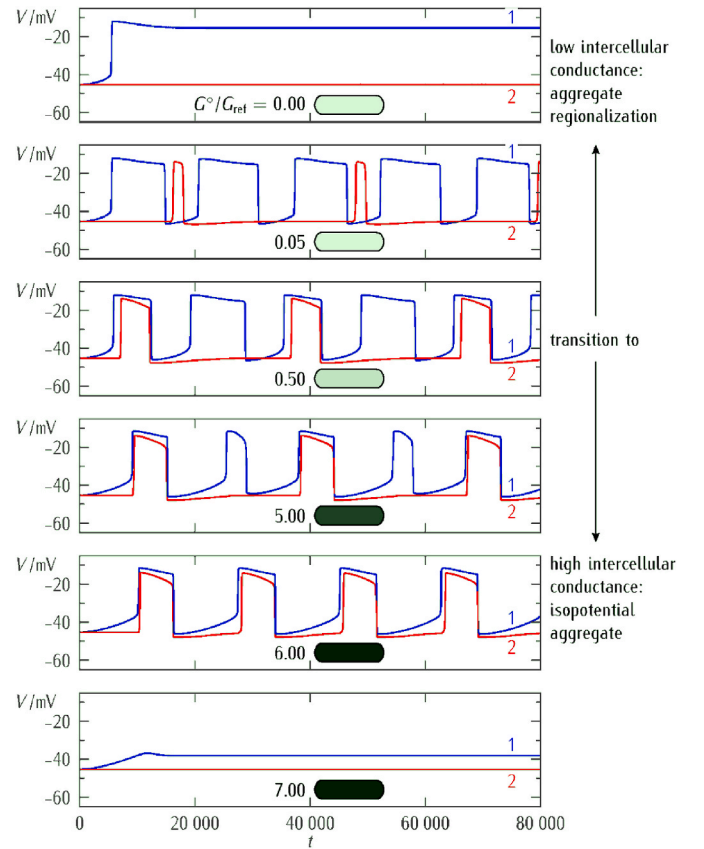 V/mV
-20
-40
-60
1
2
G°/G_ref = 0.00
low intercellular
conductance:
aggregate
regionalization
V/mV
-20
-40
-60
1
2
0.05
V/mV
-20
-40
-60
1
2
0.50
transition to
V/mV
-20
-40
-60
1
2
5.00
V/mV
-20
-40
-60
1
2
6.00
high intercellular
conductance:
isopotential
aggregate
V/mV
-20
-40
-60
1
2
7.00
0
20 000
40 000
60 000
80 000
t